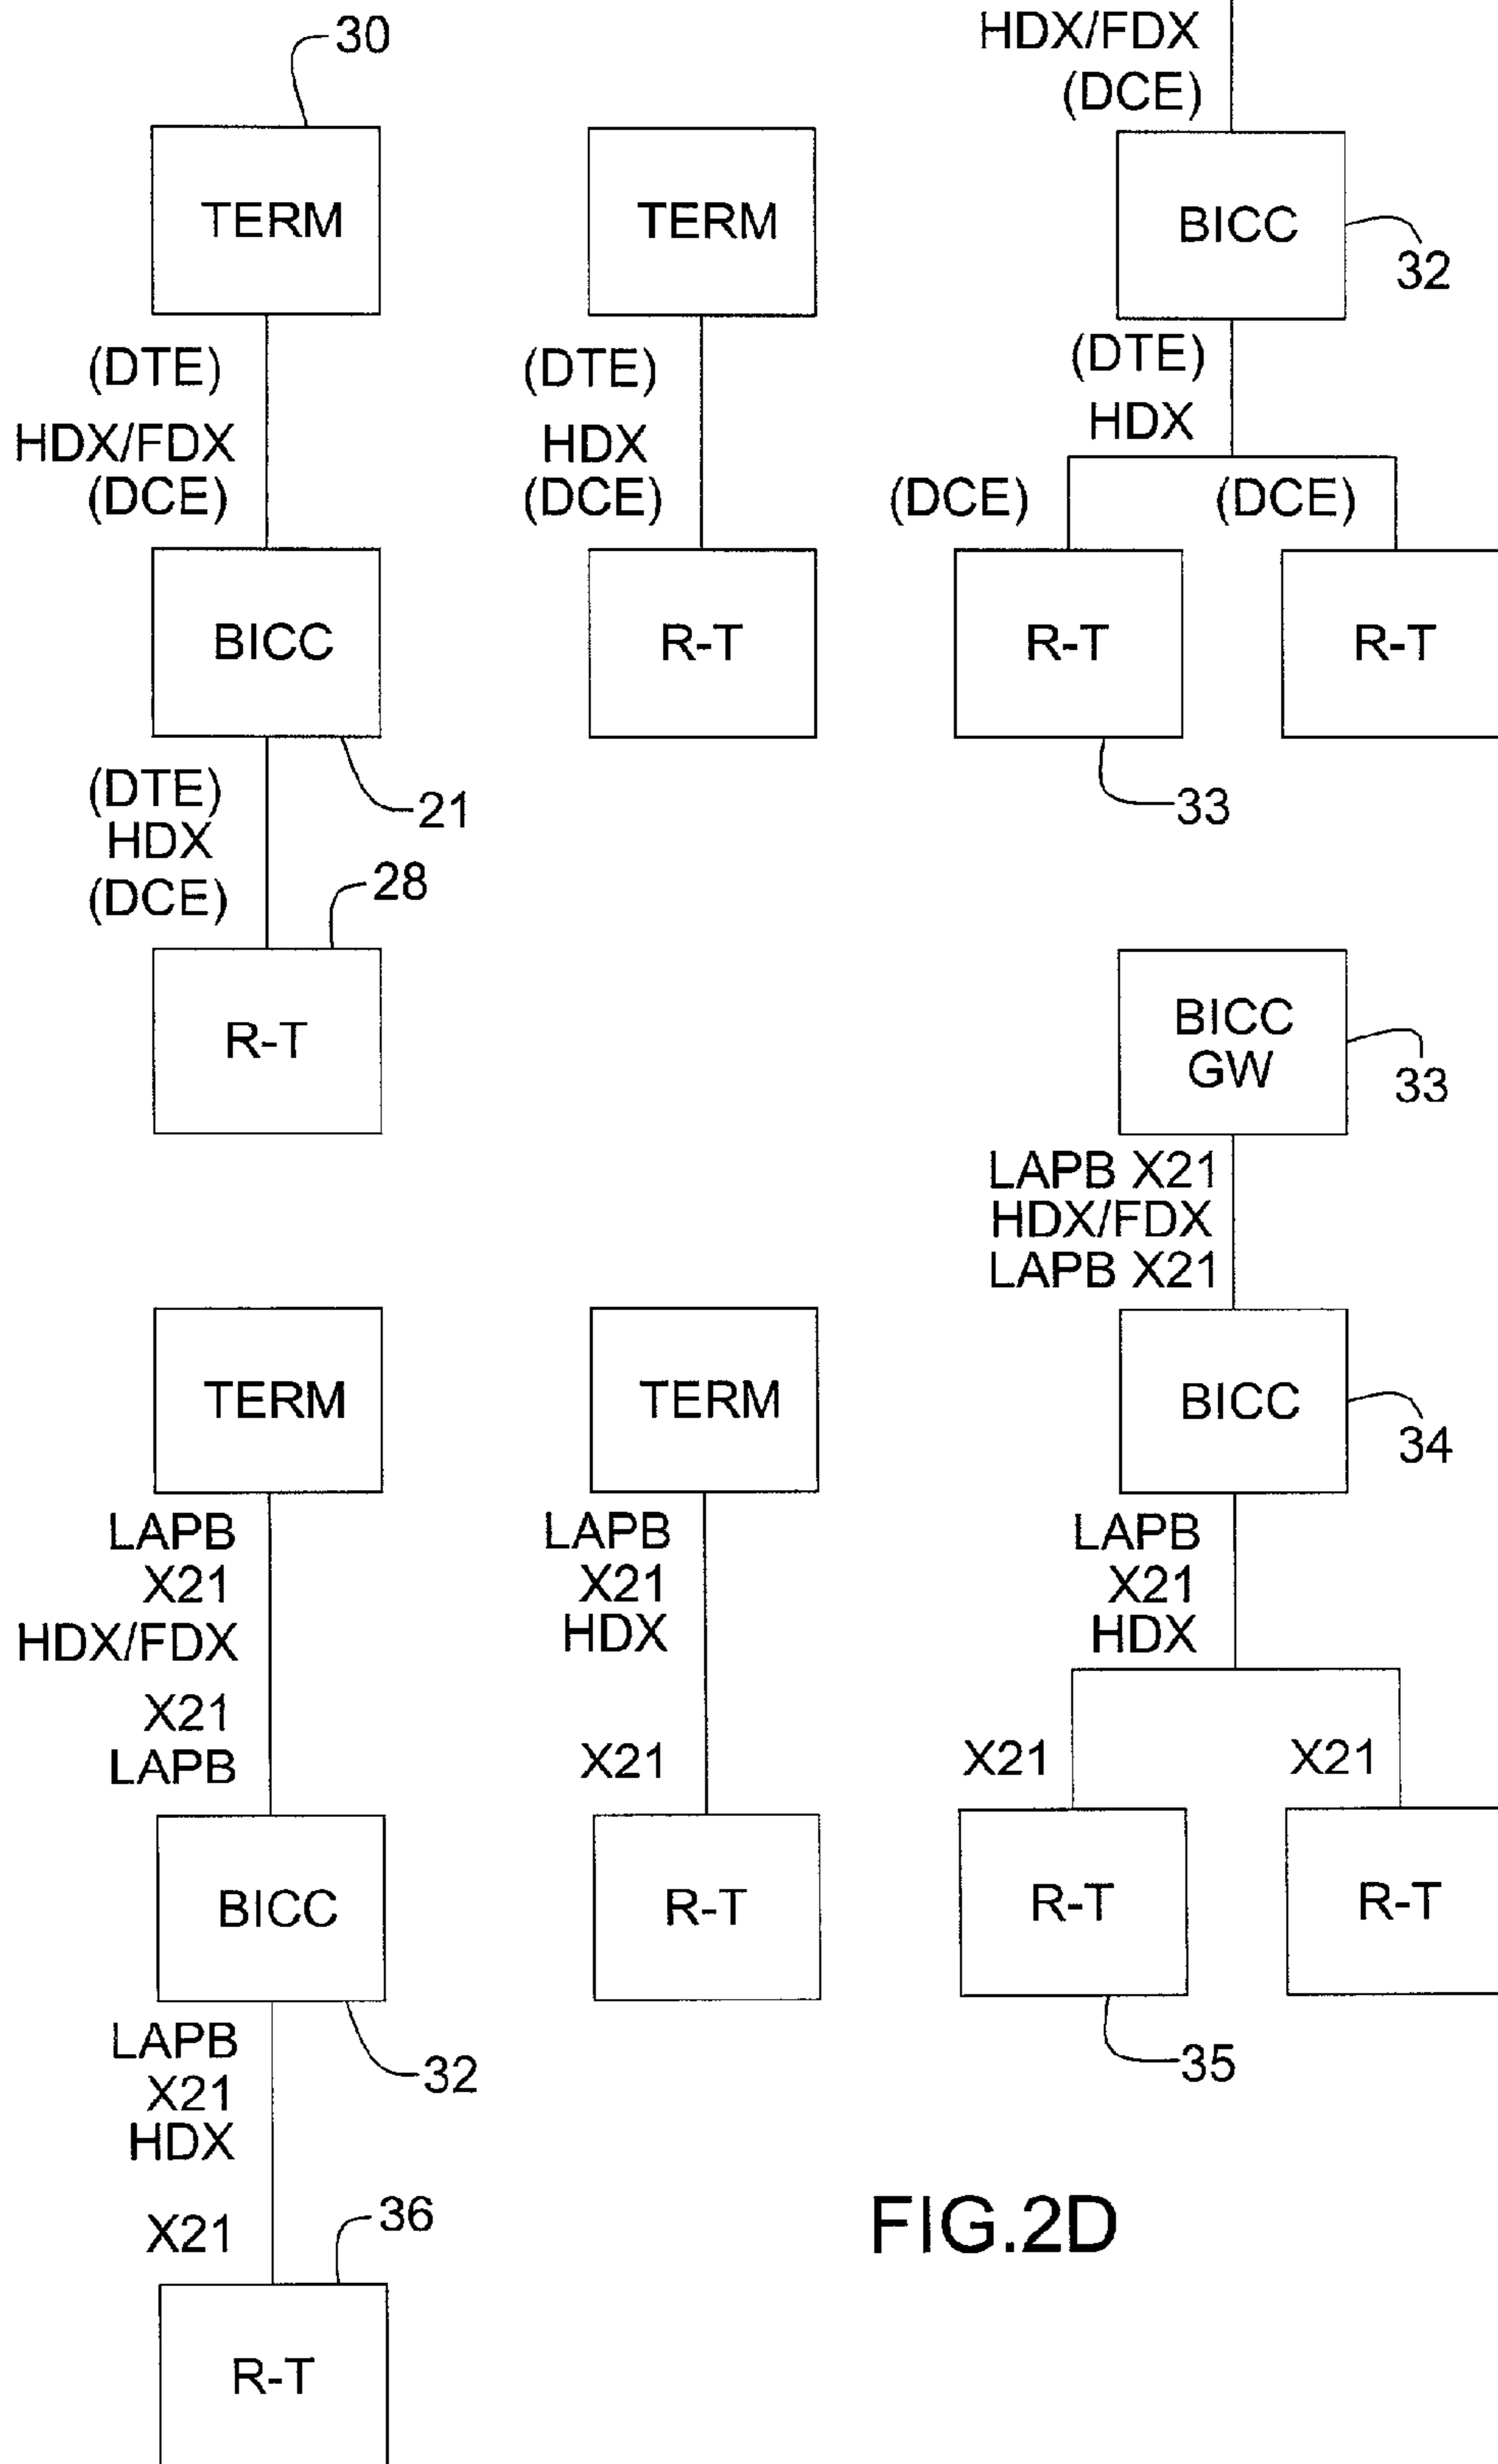 30
TERM
(DTE)
HDX/FDX
(DCE)
BICC
21
(DTE)
HDX
(DCE)
28
R-T
TERM
(DTE)
HDX
(DCE)
R-T
HDX/FDX
(DCE)
BICC
32
(DTE)
HDX
(DCE)
(DCE)
R-T
R-T
33
BICC
GW
33
LAPB X21
HDX/FDX
LAPB X21
BICC
34
LAPB
X21
HDX
X21
X21
R-T
R-T
35
TERM
LAPB
X21
HDX/FDX
X21
LAPB
BICC
32
LAPB
X21
HDX
X21
36
R-T
TERM
LAPB
X21
HDX
X21
R-T
FIG.2D